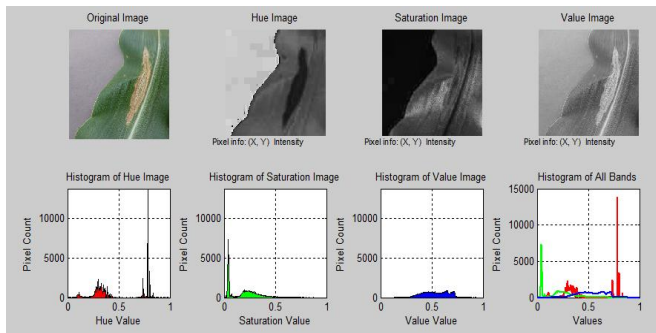 Original Image
Hue Image
Saturation Image
Value Image
Pixel info: (X, Y) Intensity
Pixel info: (X, Y) Intensity
Pixel info: (X, Y) Intensity
Histogram of Hue Image
Histogram of Saturation Image
Histogram of Value Image
Histogram of All Bands
Pixel Count
10000
5000
0
0
0.5
1
Hue Value
Pixel Count
10000
5000
0
0
0.5
1
Saturation Value
Pixel Count
10000
5000
0
0
0.5
1
Value Value
Pixel Count
15000
10000
5000
0
0
0.5
1
Values